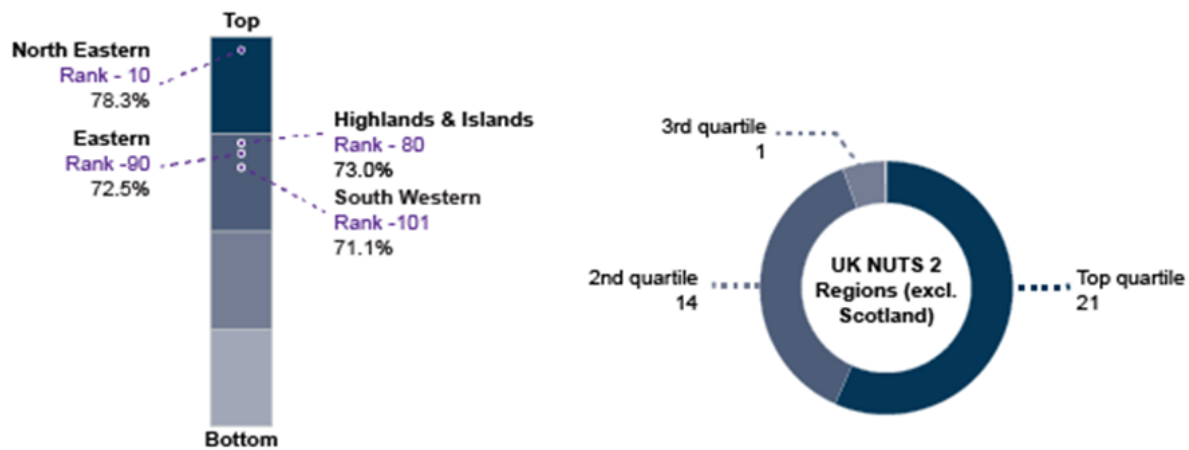 Top
North Eastern
Rank - 10
78.3%
Eastern
Rank -90
72.5%
Highlands & Islands
Rank - 80
73.0%
South Western
Rank -101
71.1%
Bottom
3rd quartile
1
2nd quartile
14
UK NUTS 2
Regions (excl.
Scotland)
Top quartile
21